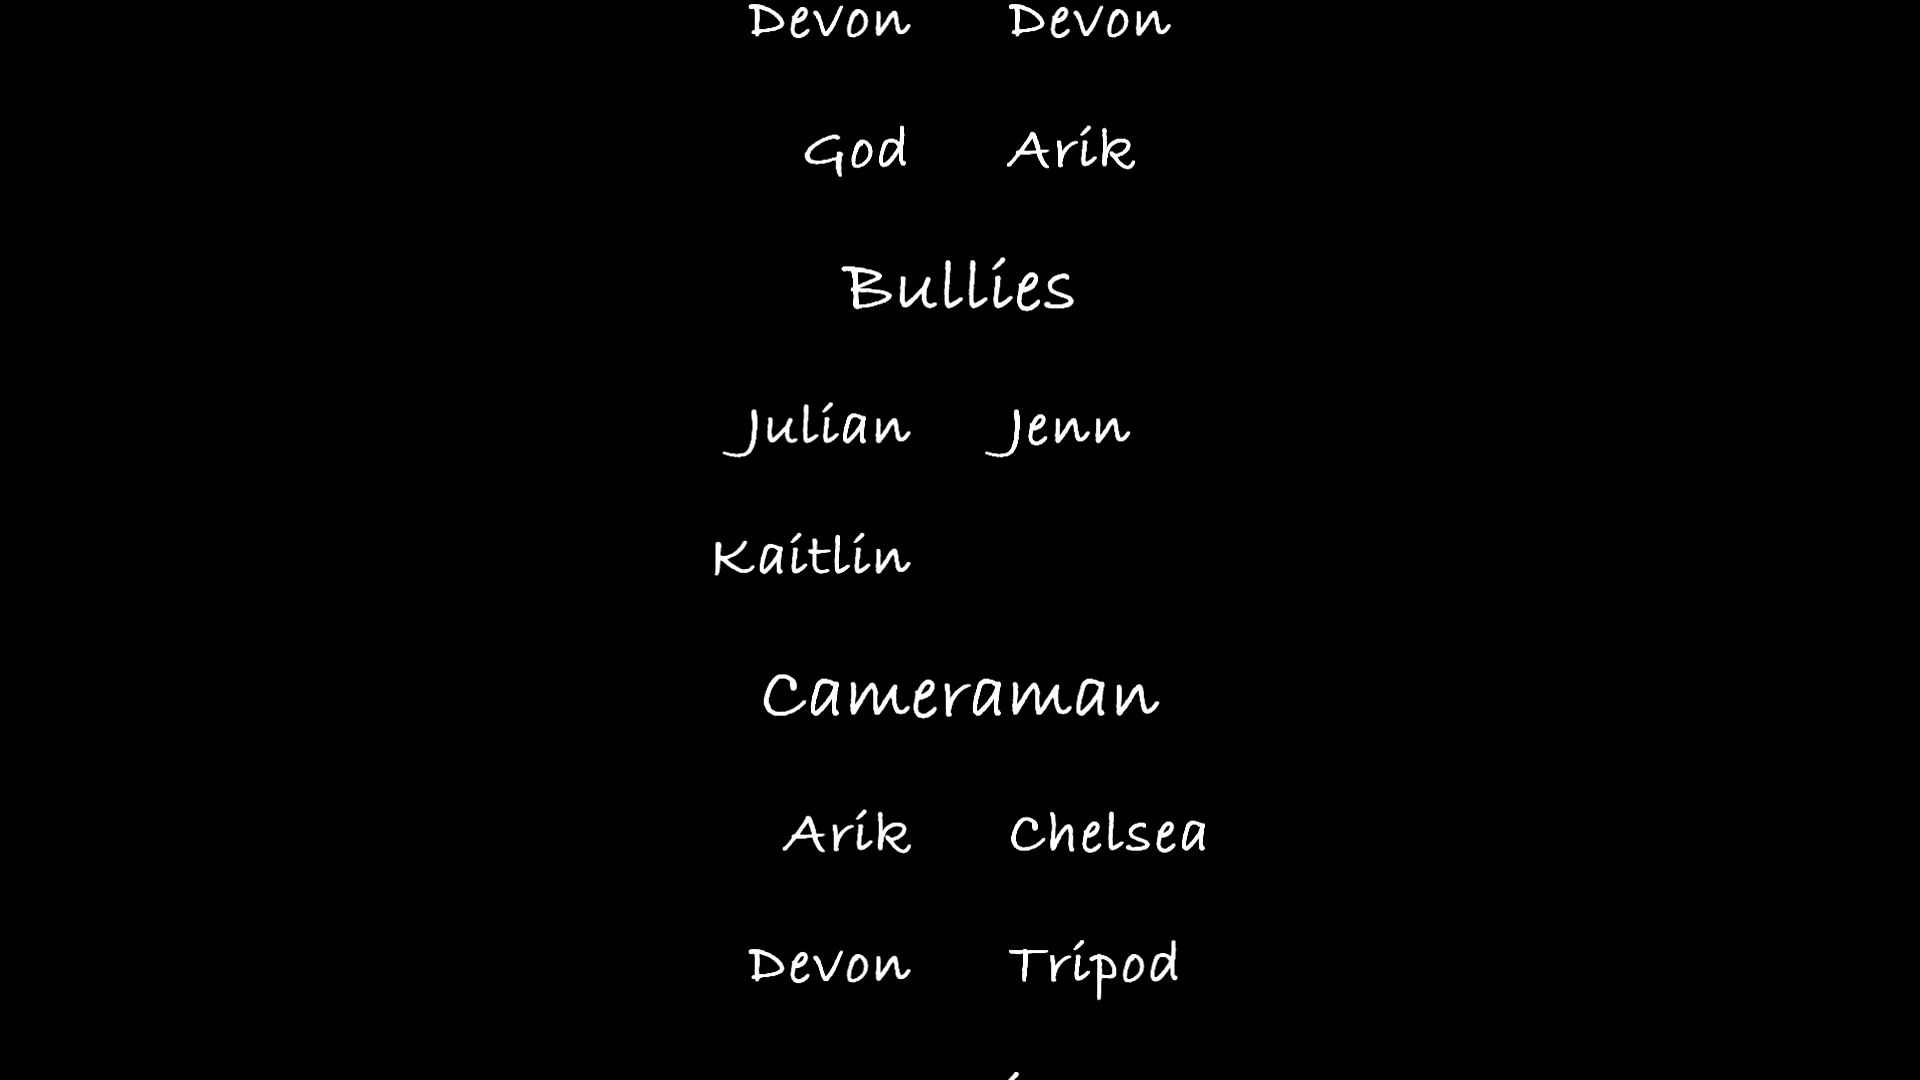 Devon Devon
God Arik
Bullies
Julian Jenn
Kaitlin
Cameraman
Arik Chelsea
Devon Tripod